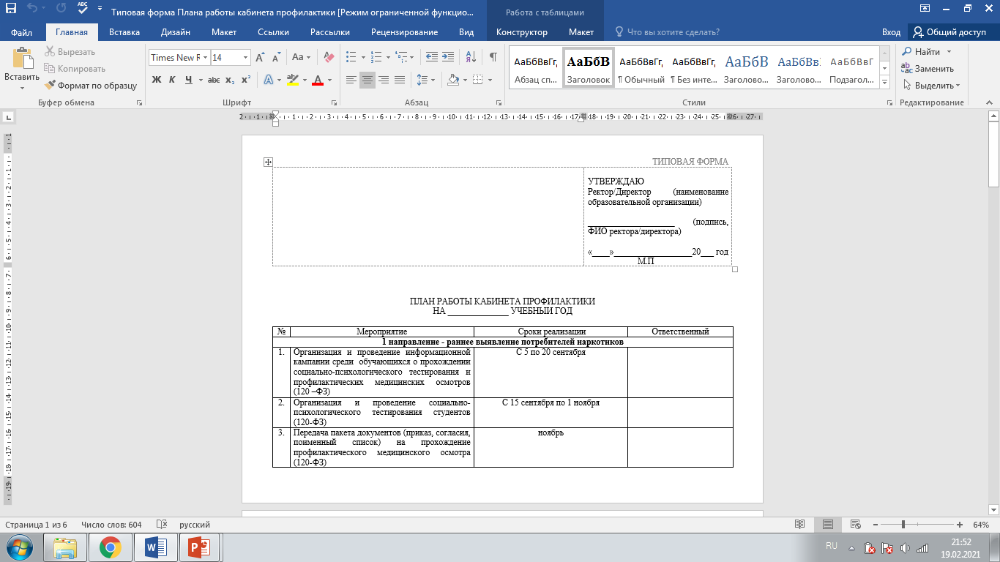 Типовая форма Плана работы кабинета профилактики [Режим ограниченной функцио...
Работа с таблицами
Файл Главная Вставка Дизайн Макет Ссылки Рассылки Рецензирование Вид Конструктор Макет Что вы хотите сделать? Вход Общий доступ
Вставить
Вырезать
Копировать
Формат по образцу
Буфер обмена
Times New R 14
Ж К Ч abc x₂ x²
Шрифт
Абзац
АаБбВвГг, АаБбВ АаБбВвГг, АаБбВвГг, АаБбВ АаБбВв АаБбВвГг
Абзац сп... Заголовок ¶ Обычный ¶ Без инте... Заголово... Заголово... Подзагол...
Стили
Найти
Заменить
Выделить
Редактирование
ТИПОВАЯ ФОРМА
УТВЕРЖДАЮ
Ректор/Директор (наименование
образовательной организации)
____________________ (подпись,
ФИО ректора/директора)
«____»__________________20___ год
М.П
ПЛАН РАБОТЫ КАБИНЕТА ПРОФИЛАКТИКИ
НА ______________ УЧЕБНЫЙ ГОД
№ Мероприятие Сроки реализации Ответственный
1 направление - раннее выявление потребителей наркотиков
1. Организация и проведение информационной С 5 по 20 сентября
кампании среди обучающихся о прохождении
социально-психологического тестирования и
профилактических медицинских осмотров
(120 –ФЗ)
2. Организация и проведение социально- С 15 сентября по 1 ноября
психологического тестирования студентов
(120-ФЗ)
3. Передача пакета документов (приказ, согласия, ноябрь
поименный список) на прохождение
профилактического медицинского осмотра
(120-ФЗ)
Страница 1 из 6 Число слов: 604 русский 64%
RU 21:52
19.02.2021